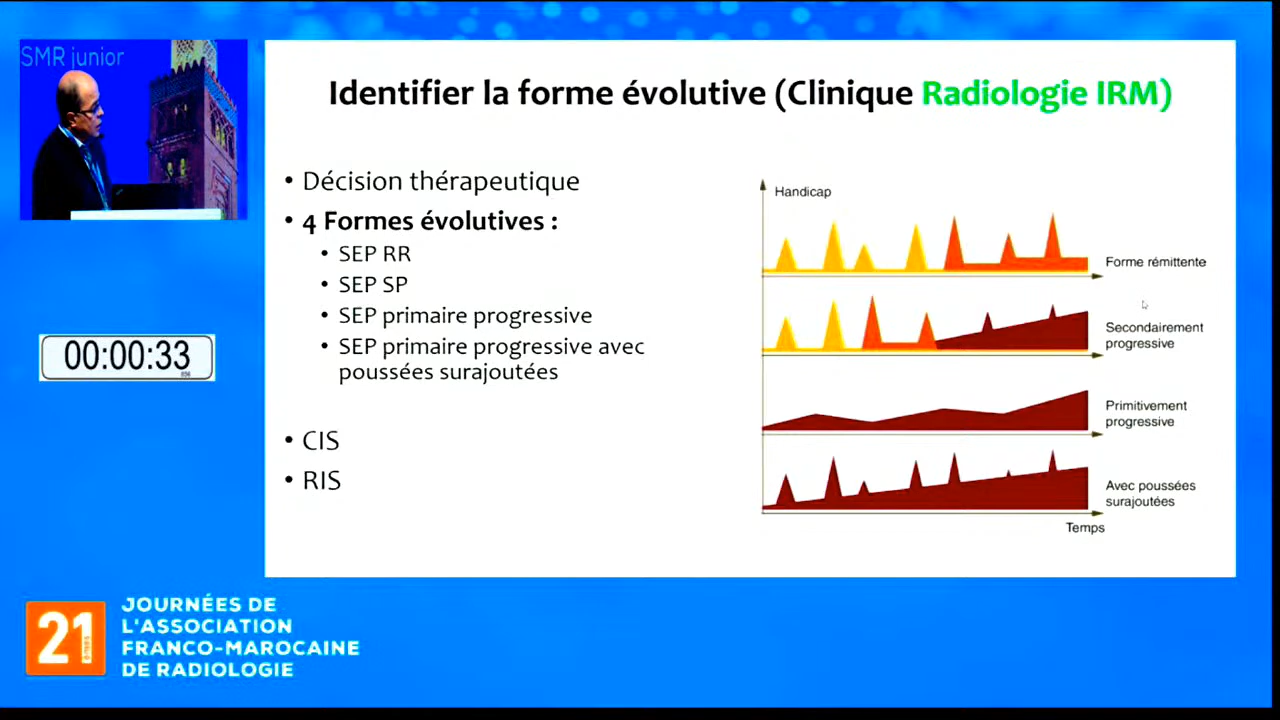 SMR junior
Identifier la forme évolutive (Clinique Radiologie IRM)
• Décision thérapeutique
• 4 Formes évolutives :
• SEP RR
• SEP SP
• SEP primaire progressive
• SEP primaire progressive avec
poussées surajoutées
• CIS
• RIS
Handicap
Forme rémittente
Secondairement
progressive
Primitivement
progressive
Avec poussées
surajoutées
Temps
00:00:33
21
JOURNÉES DE
L'ASSOCIATION
FRANCO-MAROCAINE
DE RADIOLOGIE